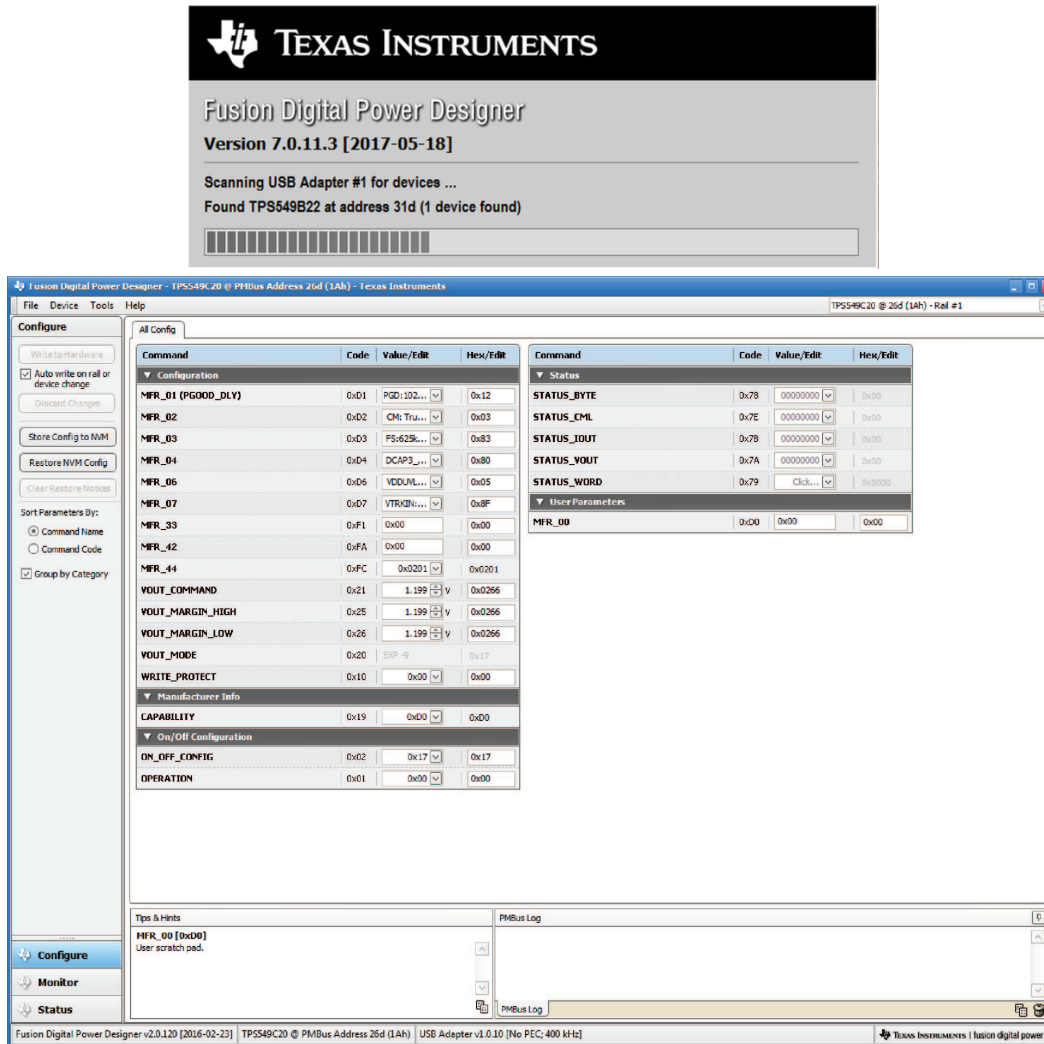 TEXAS INSTRUMENTS
Fusion Digital Power Designer
Version 7.0.11.3 [2017-05-18]
Scanning USB Adapter #1 for devices ...
Found TPS549B22 at address 31d (1 device found)
Fusion Digital Power Designer - TPS549C20 @ PMBus Address 26d (1Ah) - Texas Instruments
File Device Tools Help
TPS549C20 @ 26d (1Ah) - Rail #1
Configure
Write to Hardware
Auto write on rail or
device change
Discard Changes
Store Config to NVM
Restore NVM Config
Clear Restore Notices
Sort Parameters By:
Command Name
Command Code
Group by Category
All Config
Command Code Value/Edit Hex/Edit
Configuration
MFR_01 (PGOOD_DLY) 0xD1 PGD:102... 0x12
MFR_02 0xD2 CM: Tru... 0x03
MFR_03 0xD3 FS:625k... 0x83
MFR_04 0xD4 DCAP3_... 0x80
MFR_06 0xD6 VDDUVL... 0x05
MFR_07 0xD7 VTRKIN:... 0x8F
MFR_33 0xF1 0x00 0x00
MFR_42 0xFA 0x00 0x00
MFR_44 0xFC 0x0201 0x0201
VOUT_COMMAND 0x21 1.199 V 0x0266
VOUT_MARGIN_HIGH 0x25 1.199 V 0x0266
VOUT_MARGIN_LOW 0x26 1.199 V 0x0266
VOUT_MODE 0x20 EXP -9 0x17
WRITE_PROTECT 0x10 0x00 0x00
Manufacturer Info
CAPABILITY 0x19 0xD0 0xD0
On/Off Configuration
ON_OFF_CONFIG 0x02 0x17 0x17
OPERATION 0x01 0x00 0x00
Command Code Value/Edit Hex/Edit
Status
STATUS_BYTE 0x78 00000000 0x00
STATUS_CML 0x7E 00000000 0x00
STATUS_IOUT 0x7B 00000000 0x00
STATUS_VOUT 0x7A 00000000 0x00
STATUS_WORD 0x79 Click... 0x0000
User Parameters
MFR_00 0xD0 0x00 0x00
Tips & Hints
MFR_00 [0xD0]
User scratch pad.
PMBus Log
PMBus Log
Configure
Monitor
Status
Fusion Digital Power Designer v2.0.120 [2016-02-23] TPS549C20 @ PMBus Address 26d (1Ah) USB Adapter v1.0.10 [No PEC; 400 kHz]
TEXAS INSTRUMENTS | fusion digital power